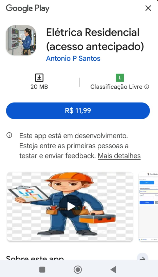 Google Play
Elétrica Residencial
(acesso antecipado)
Antonio P Santos
20 MB
Classificação Livre
R$ 11,99
Este app está em desenvolvimento.
Esteja entre as primeiras pessoas a
testar e enviar feedback. Mais detalhes
Sobre este app